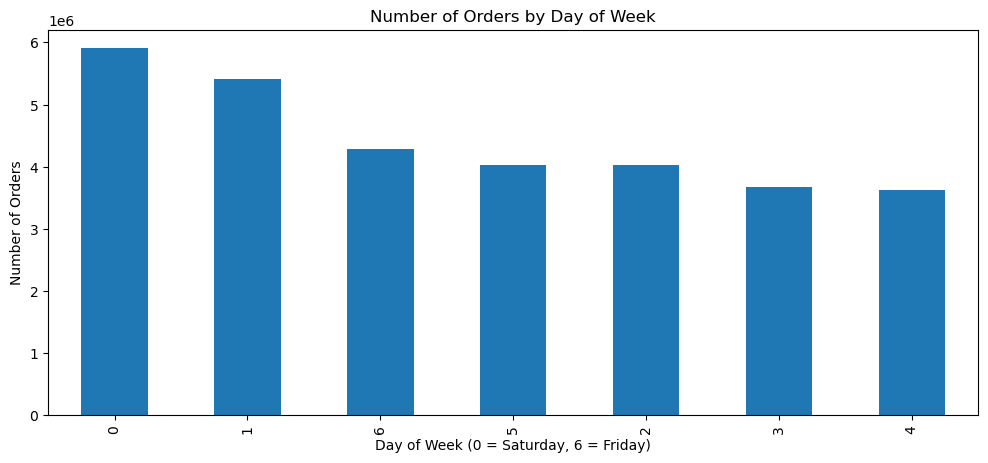 Number of Orders by Day of Week
1e6
6
5
4
3
2
1
0
Number of Orders
0 1 6 5 2 3 4
Day of Week (0 = Saturday, 6 = Friday)